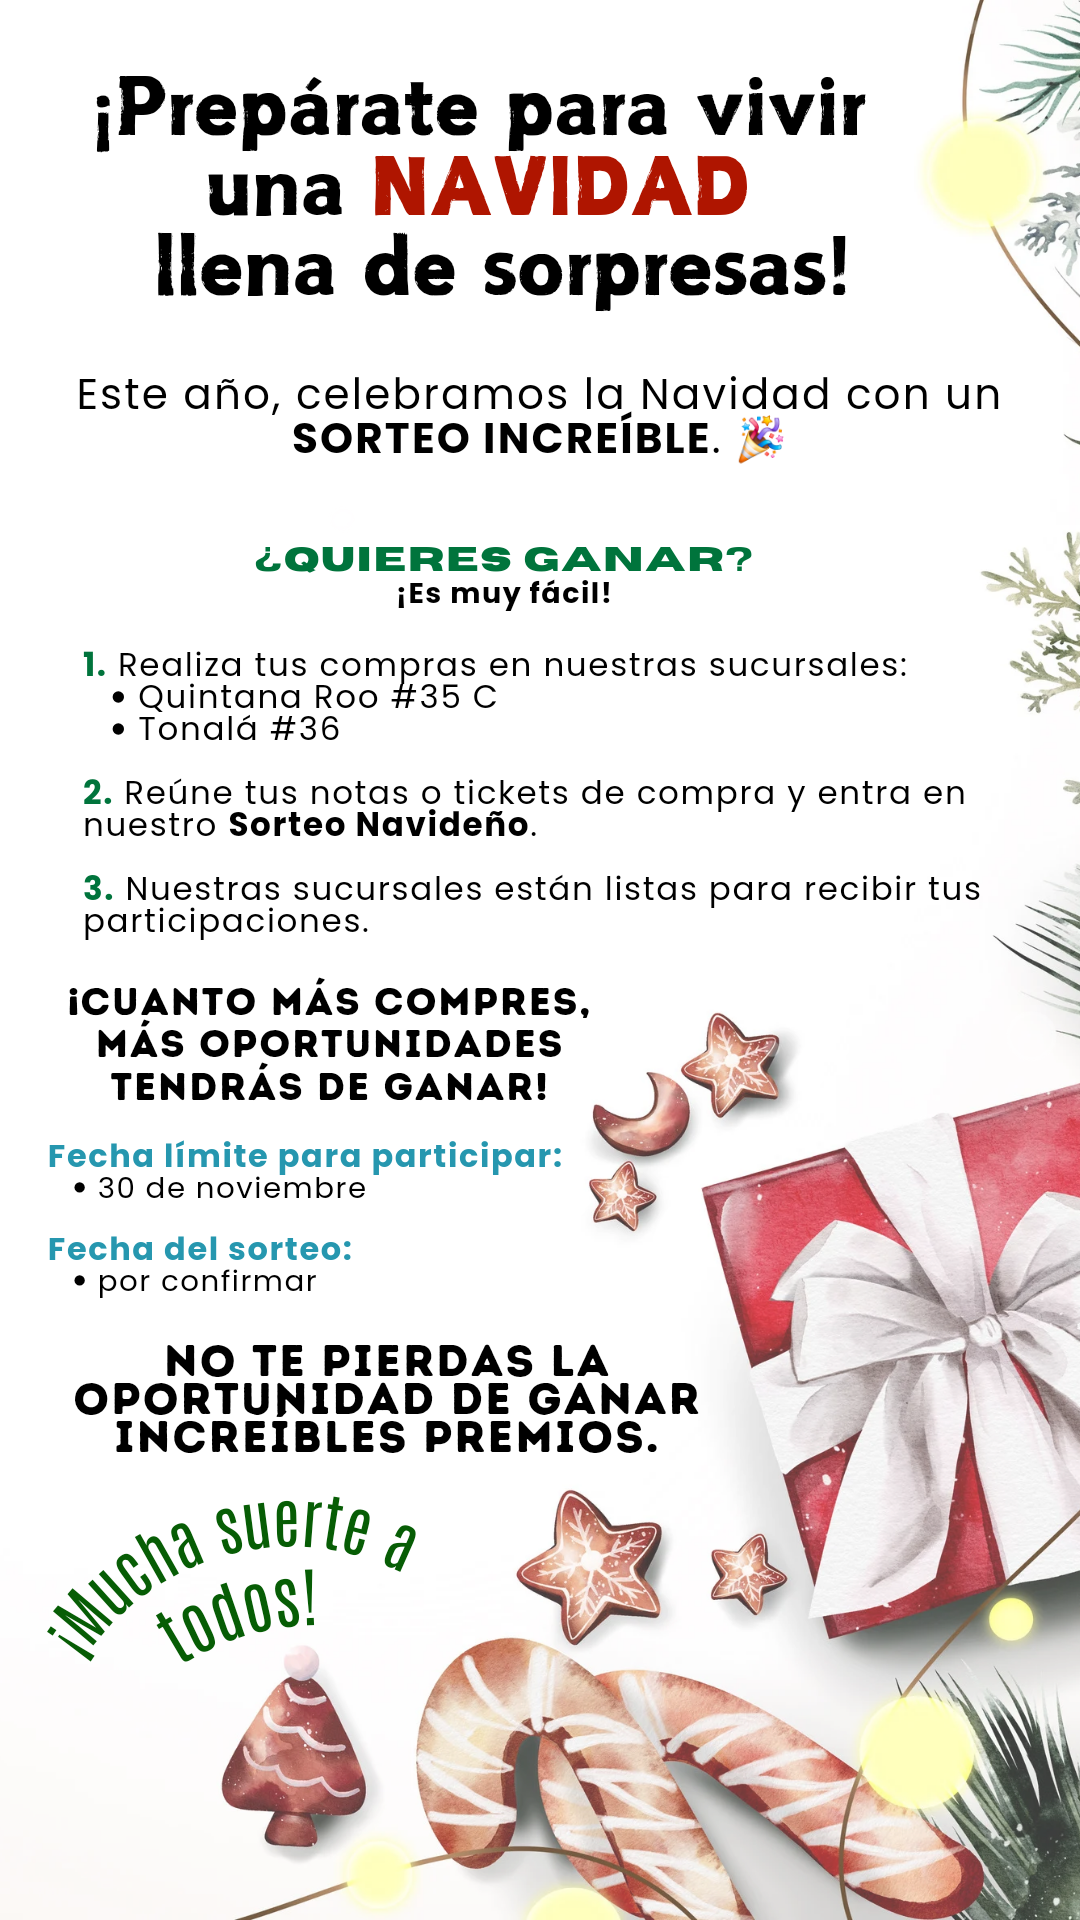 ¡Prepárate para vivir
una NAVIDAD
llena de sorpresas!
Este año, celebramos la Navidad con un
SORTEO INCREÍBLE. 🎉
¿QUIERES GANAR?
¡Es muy fácil!
1. Realiza tus compras en nuestras sucursales:
• Quintana Roo #35 C
• Tonalá #36
2. Reúne tus notas o tickets de compra y entra en
nuestro Sorteo Navideño.
3. Nuestras sucursales están listas para recibir tus
participaciones.
¡CUANTO MÁS COMPRES,
MÁS OPORTUNIDADES
TENDRÁS DE GANAR!
Fecha límite para participar:
• 30 de noviembre
Fecha del sorteo:
• por confirmar
NO TE PIERDAS LA
OPORTUNIDAD DE GANAR
INCREÍBLES PREMIOS.
¡Mucha suerte a
todos!